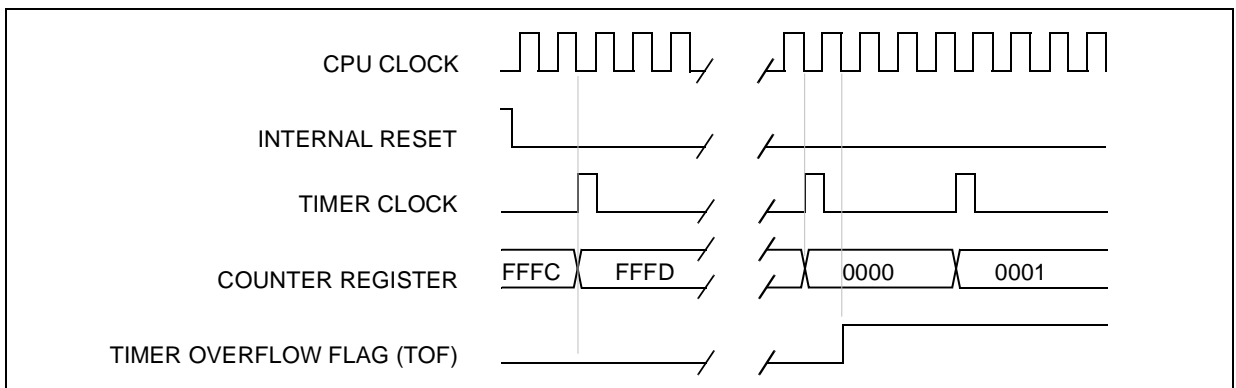 CPU CLOCK
INTERNAL RESET
TIMER CLOCK
COUNTER REGISTER FFFC FFFD 0000 0001
TIMER OVERFLOW FLAG (TOF)